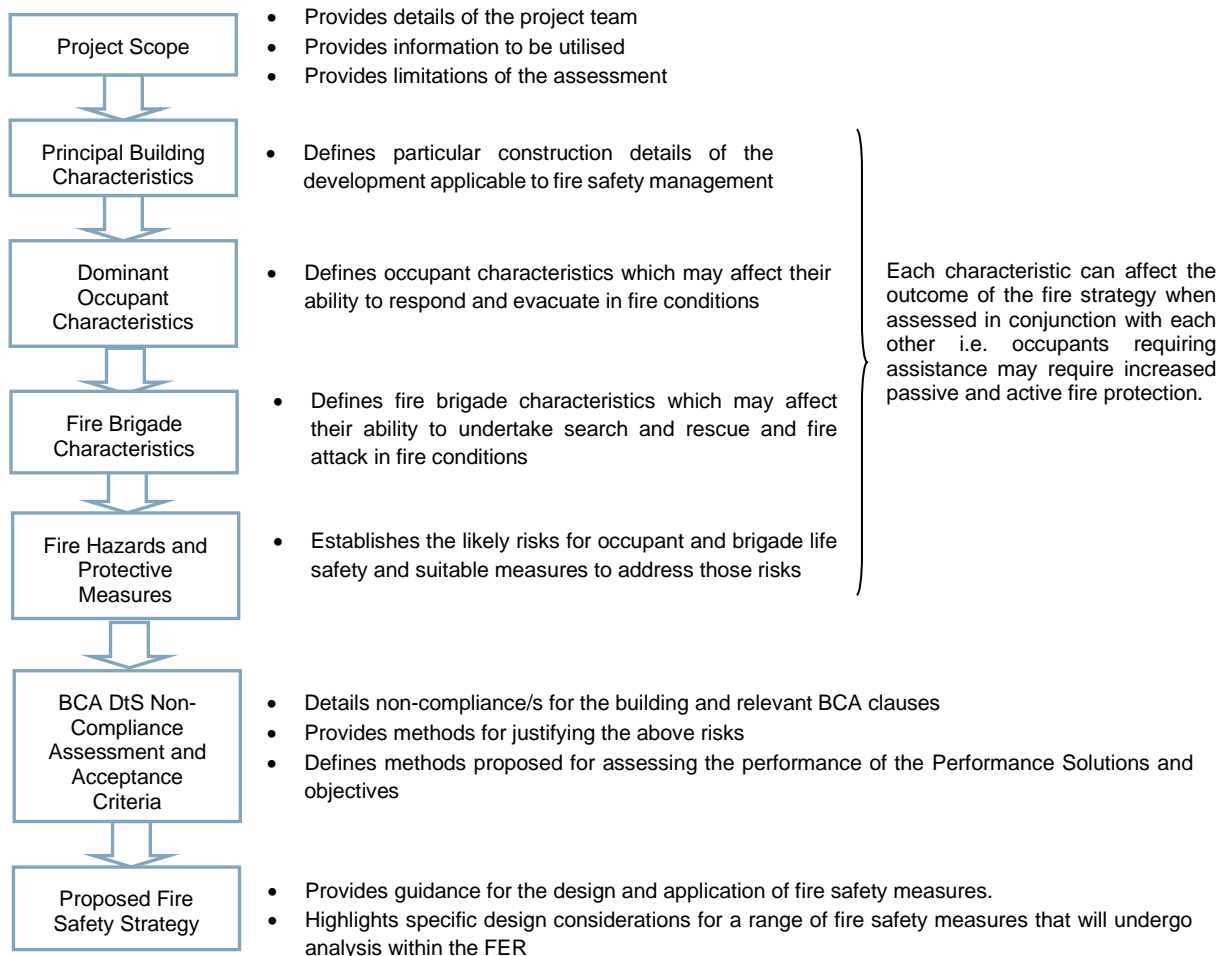 Project Scope
• Provides details of the project team
• Provides information to be utilised
• Provides limitations of the assessment
Principal Building
Characteristics
• Defines particular construction details of the
development applicable to fire safety management
Dominant
Occupant
Characteristics
• Defines occupant characteristics which may affect their
ability to respond and evacuate in fire conditions
Fire Brigade
Characteristics
• Defines fire brigade characteristics which may affect
their ability to undertake search and rescue and fire
attack in fire conditions
Fire Hazards and
Protective
Measures
• Establishes the likely risks for occupant and brigade life
safety and suitable measures to address those risks
Each characteristic can affect the
outcome of the fire strategy when
assessed in conjunction with each
other i.e. occupants requiring
assistance may require increased
passive and active fire protection.
BCA DtS Non-
Compliance
Assessment and
Acceptance
Criteria
• Details non-compliance/s for the building and relevant BCA clauses
• Provides methods for justifying the above risks
• Defines methods proposed for assessing the performance of the Performance Solutions and
objectives
Proposed Fire
Safety Strategy
• Provides guidance for the design and application of fire safety measures.
• Highlights specific design considerations for a range of fire safety measures that will undergo
analysis within the FER